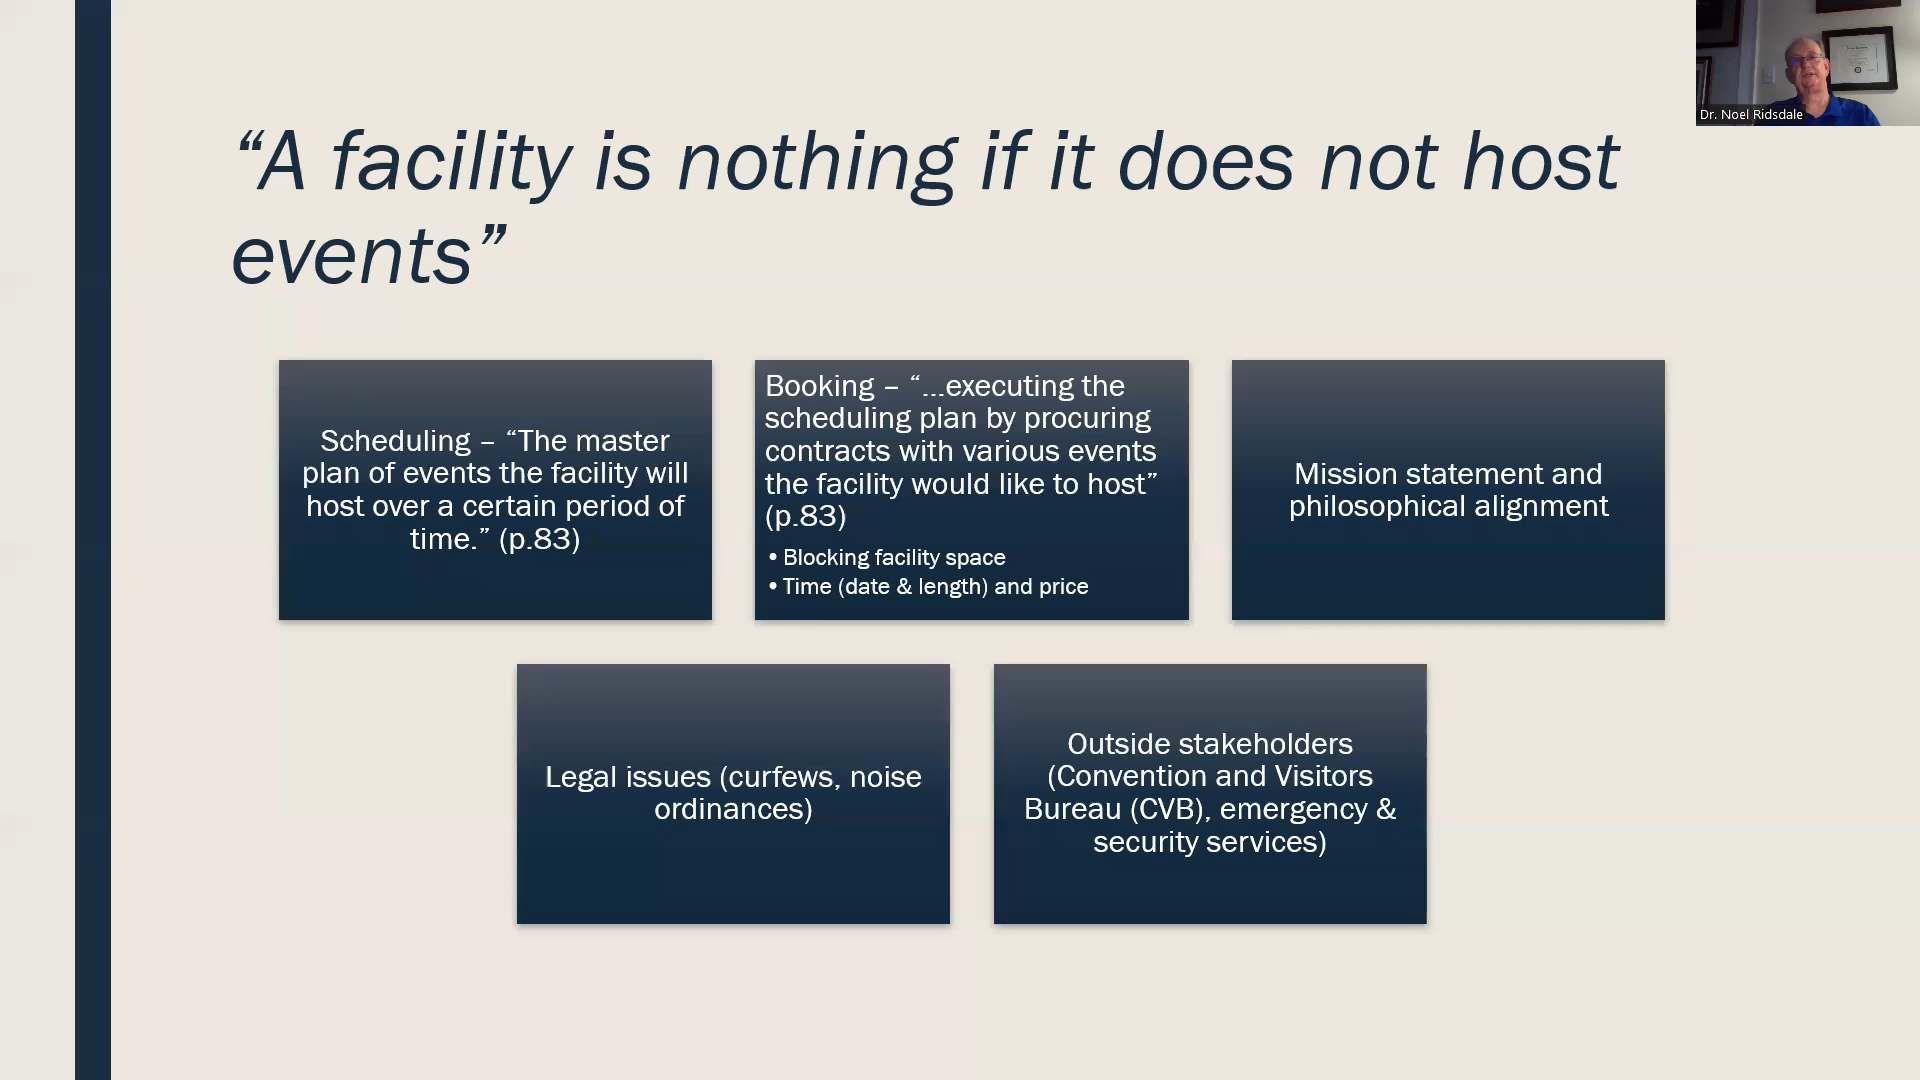 “A facility is nothing if it does not host
events”
Scheduling – “The master
plan of events the facility will
host over a certain period of
time.” (p.83)
Booking – “…executing the
scheduling plan by procuring
contracts with various events
the facility would like to host”
(p.83)
• Blocking facility space
• Time (date & length) and price
Mission statement and
philosophical alignment
Legal issues (curfews, noise
ordinances)
Outside stakeholders
(Convention and Visitors
Bureau (CVB), emergency &
security services)
Dr. Noel Ridsdale